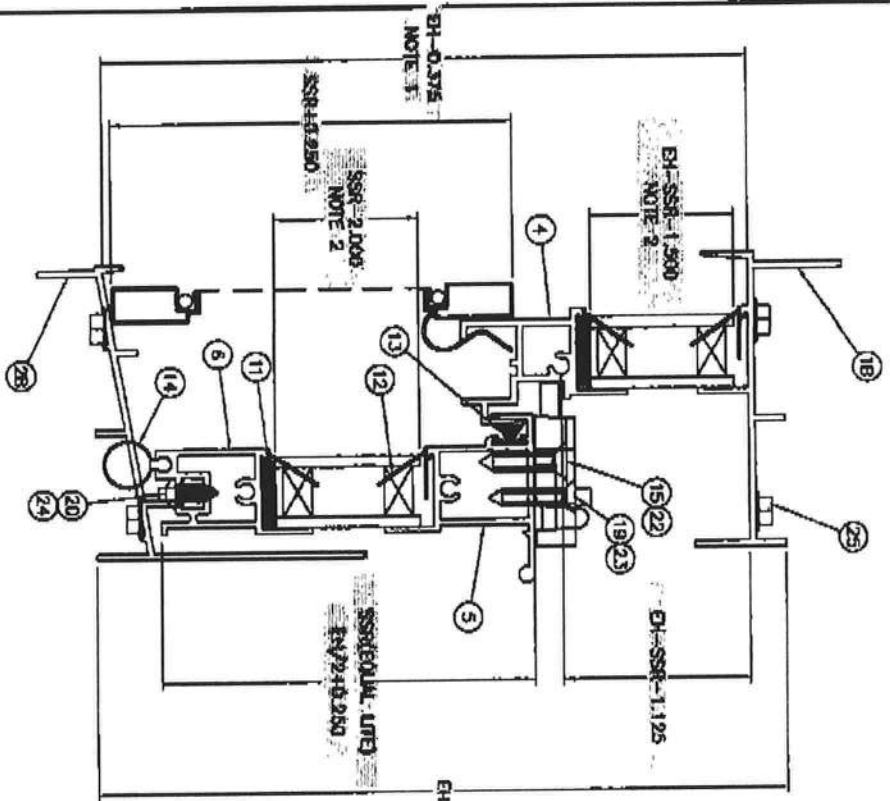 EH-0.375
NOTE 1
SSR+0.250
SSR-2.000
NOTE 2
EH-SSR-1.500
NOTE 2
4
18
28
6
14
11
12
13
15 22
19 23
25
24 20
5
SSR(EQUAL-LITE)
EH/2+0.250
EH-SSR-1.125
EH